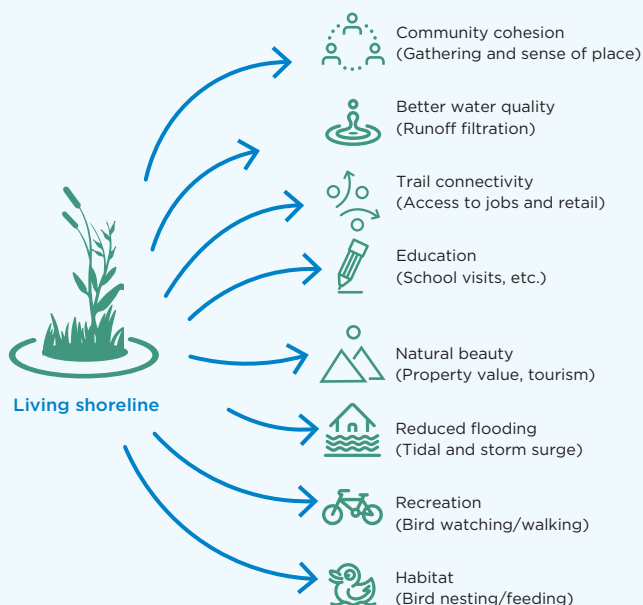 Community cohesion
(Gathering and sense of place)
Better water quality
(Runoff filtration)
Trail connectivity
(Access to jobs and retail)
Education
(School visits, etc.)
Natural beauty
(Property value, tourism)
Living shoreline
Reduced flooding
(Tidal and storm surge)
Recreation
(Bird watching/walking)
Habitat
(Bird nesting/feeding)